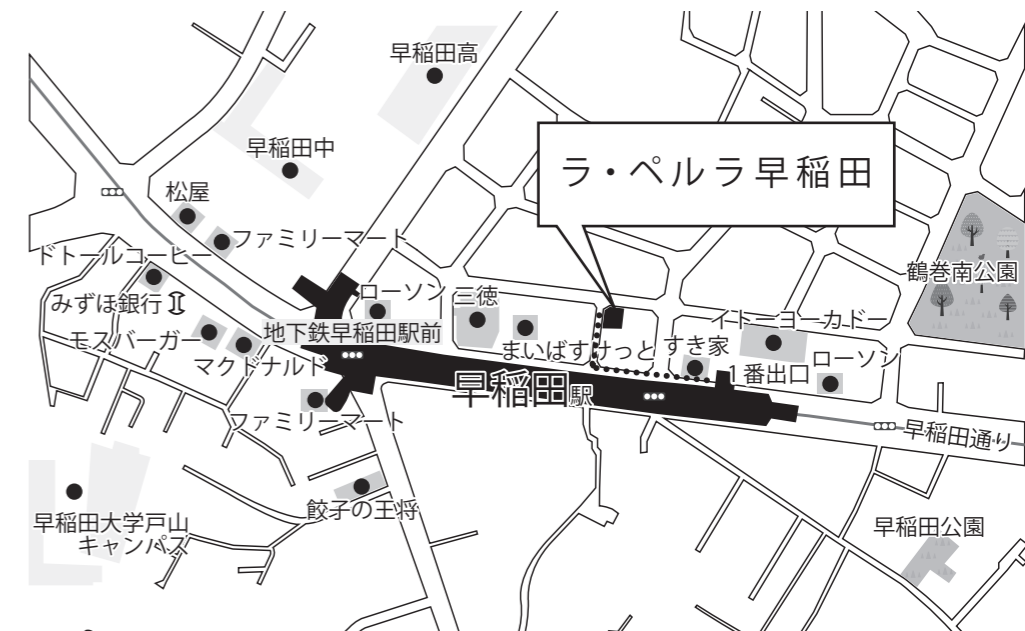 早稲田高
早稲田中
ラ・ペルラ早稲田
松屋
ファミリーマート
ドトールコーヒー
鶴巻南公園
みずほ銀行
ローソン
三徳
イトーヨーカドー
地下鉄早稲田駅前
モスバーガー
まいばすけっと
すき家
ローソン
マクドナルド
1番出口
早稲田駅
ファミリーマート
早稲田通り
餃子の王将
早稲田大学戸山
キャンパス
早稲田公園